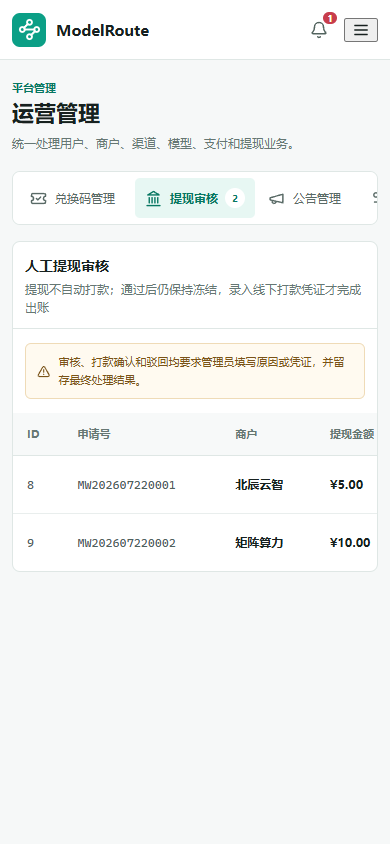 ModelRoute
1
平台管理
运营管理
统一处理用户、商户、渠道、模型、支付和提现业务。
兑换码管理 提现审核 2 公告管理
人工提现审核
提现不自动打款；通过后仍保持冻结，录入线下打款凭证才完成
出账
审核、打款确认和驳回均要求管理员填写原因或凭证，并留
存最终处理结果。
ID 申请号 商户 提现金额
8 MW202607220001 北辰云智 ¥5.00
9 MW202607220002 矩阵算力 ¥10.00